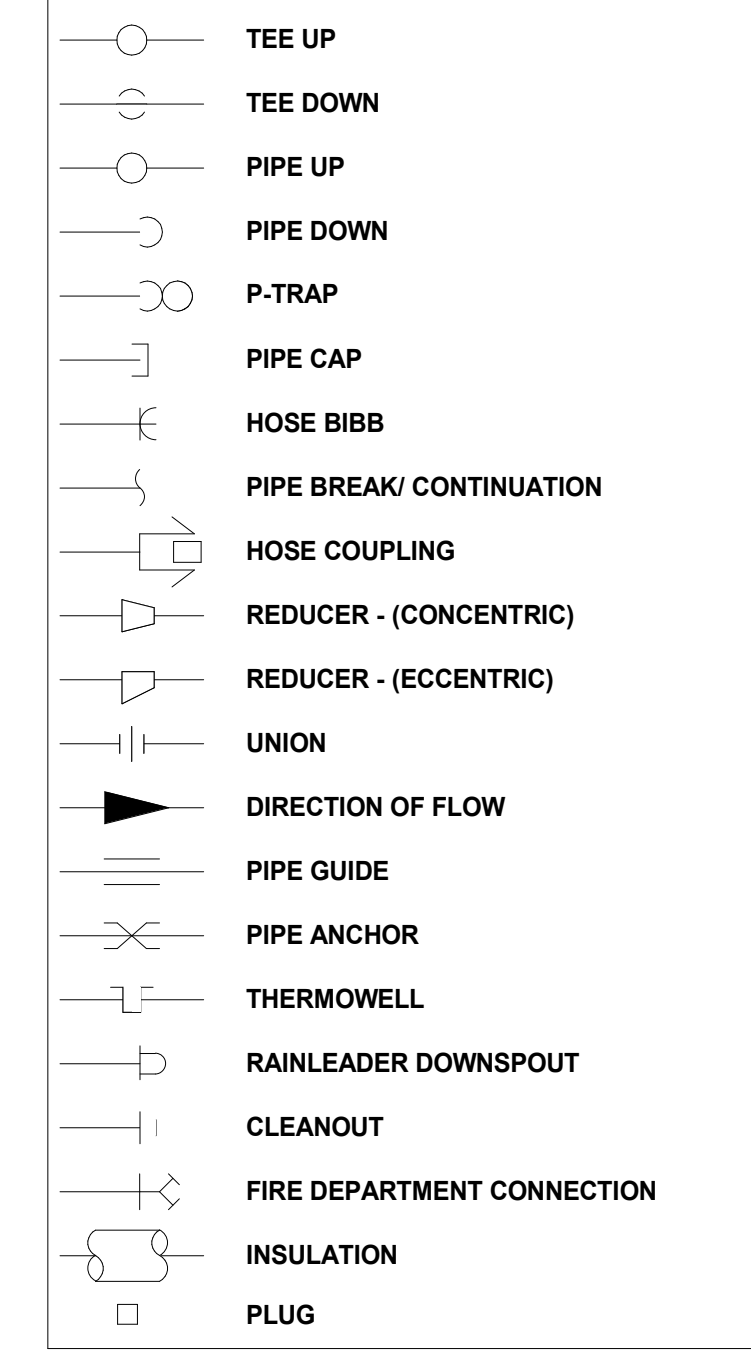 TEE UP
TEE DOWN
PIPE UP
PIPE DOWN
P-TRAP
PIPE CAP
HOSE BIBB
PIPE BREAK/ CONTINUATION
HOSE COUPLING
REDUCER - (CONCENTRIC)
REDUCER - (ECCENTRIC)
UNION
DIRECTION OF FLOW
PIPE GUIDE
PIPE ANCHOR
THERMOWELL
RAINLEADER DOWNSPOUT
CLEANOUT
FIRE DEPARTMENT CONNECTION
INSULATION
PLUG